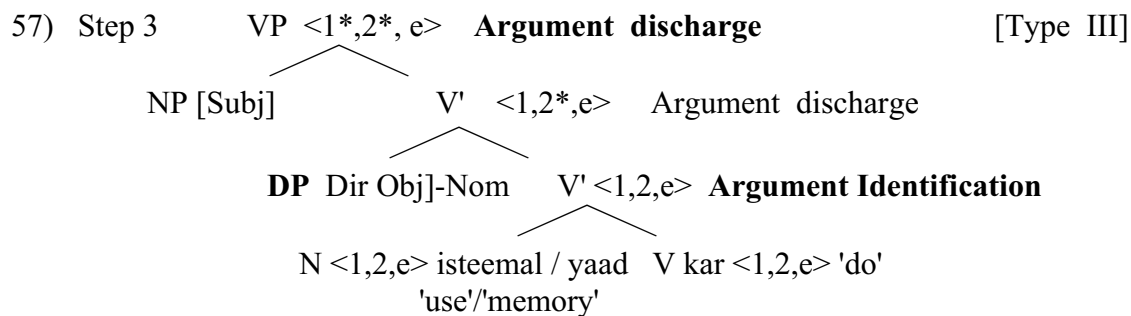 57) Step 3 VP <1*,2*, e> Argument discharge [Type III]
NP [Subj] V' <1,2*,e> Argument discharge
DP Dir Obj]-Nom V' <1,2,e> Argument Identification
N <1,2,e> isteemal / yaad V kar <1,2,e> 'do'
'use'/'memory'